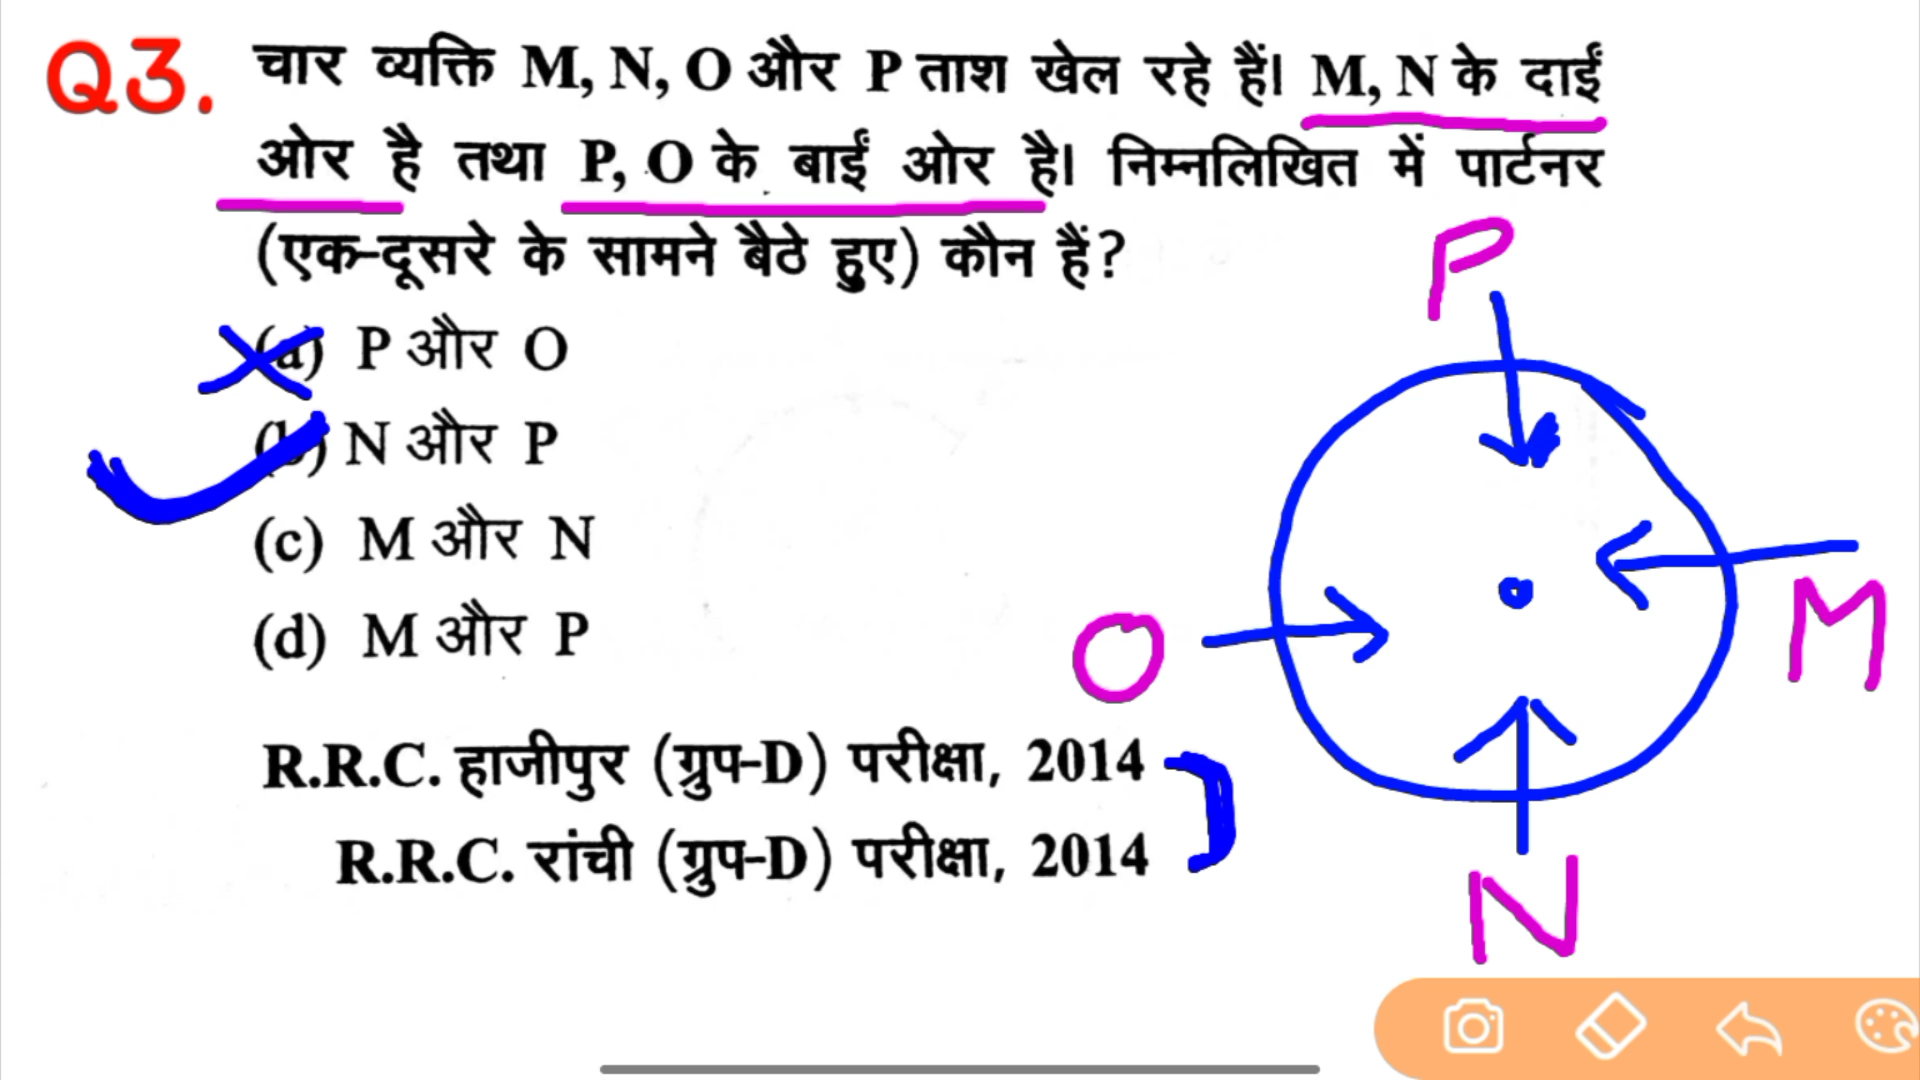 Q3. चार व्यक्ति M, N, O और P ताश खेल रहे हैं। M, N के दाईं
ओर है तथा P, O के बाईं ओर है। निम्नलिखित में पार्टनर
(एक-दूसरे के सामने बैठे हुए) कौन हैं?
(a) P और O
(b) N और P
(c) M और N
(d) M और P
R.R.C. हाजीपुर (ग्रुप-D) परीक्षा, 2014
R.R.C. रांची (ग्रुप-D) परीक्षा, 2014
P
O
M
N